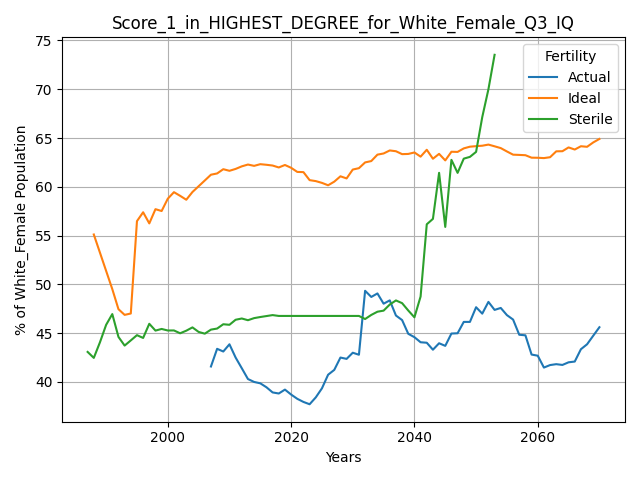 Score_1_in_HIGHEST_DEGREE_for_White_Female_Q3_IQ
% of White_Female Population
75
70
65
60
55
50
45
40
Fertility
Actual
Ideal
Sterile
2000
2020
2040
2060
Years